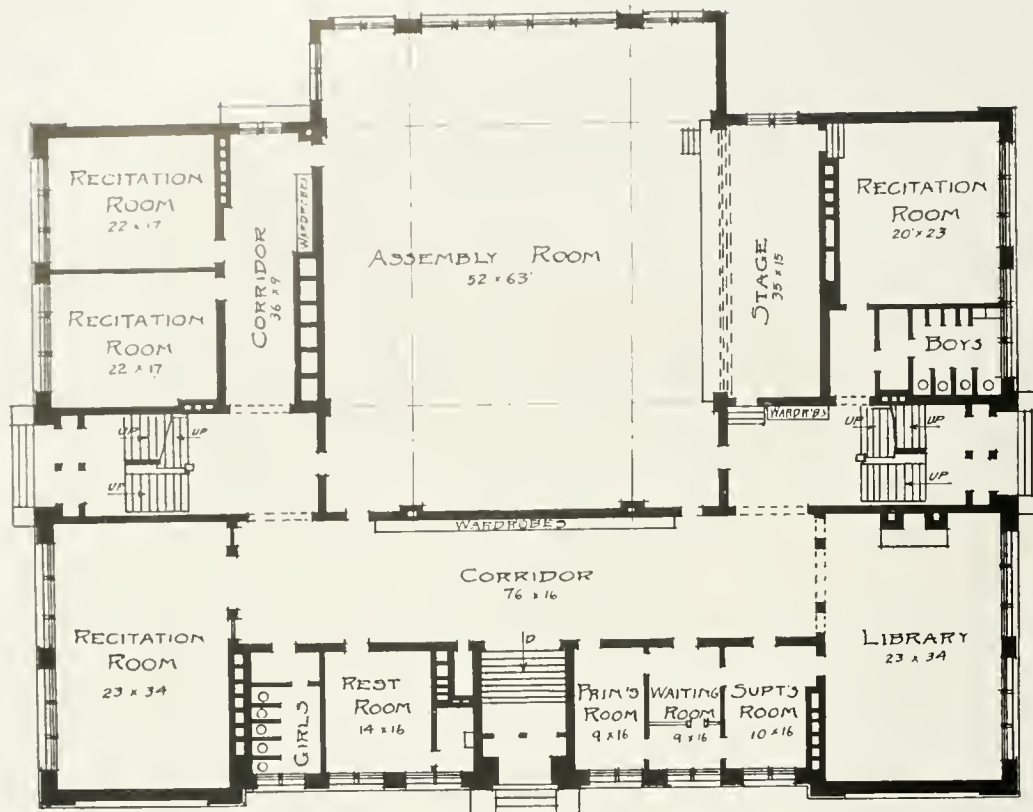 RECITATION
ROOM
22 x 17
RECITATION
ROOM
22 x 17
CORRIDOR
36 x 9
WARDROBES
ASSEMBLY ROOM
52 x 63'
STAGE
35 x 15
RECITATION
ROOM
20' x 23
BOYS
WARDR'BS
UP
UP
UP
UP
UP
UP
WARDROBES
CORRIDOR
76 x 16
RECITATION
ROOM
23 x 34
GIRLS
REST
ROOM
14 x 16
D
PRIN'S
ROOM
9 x 16
WAITING
ROOM
9 x 16
SUPT'S
ROOM
10 x 16
LIBRARY
23 x 34